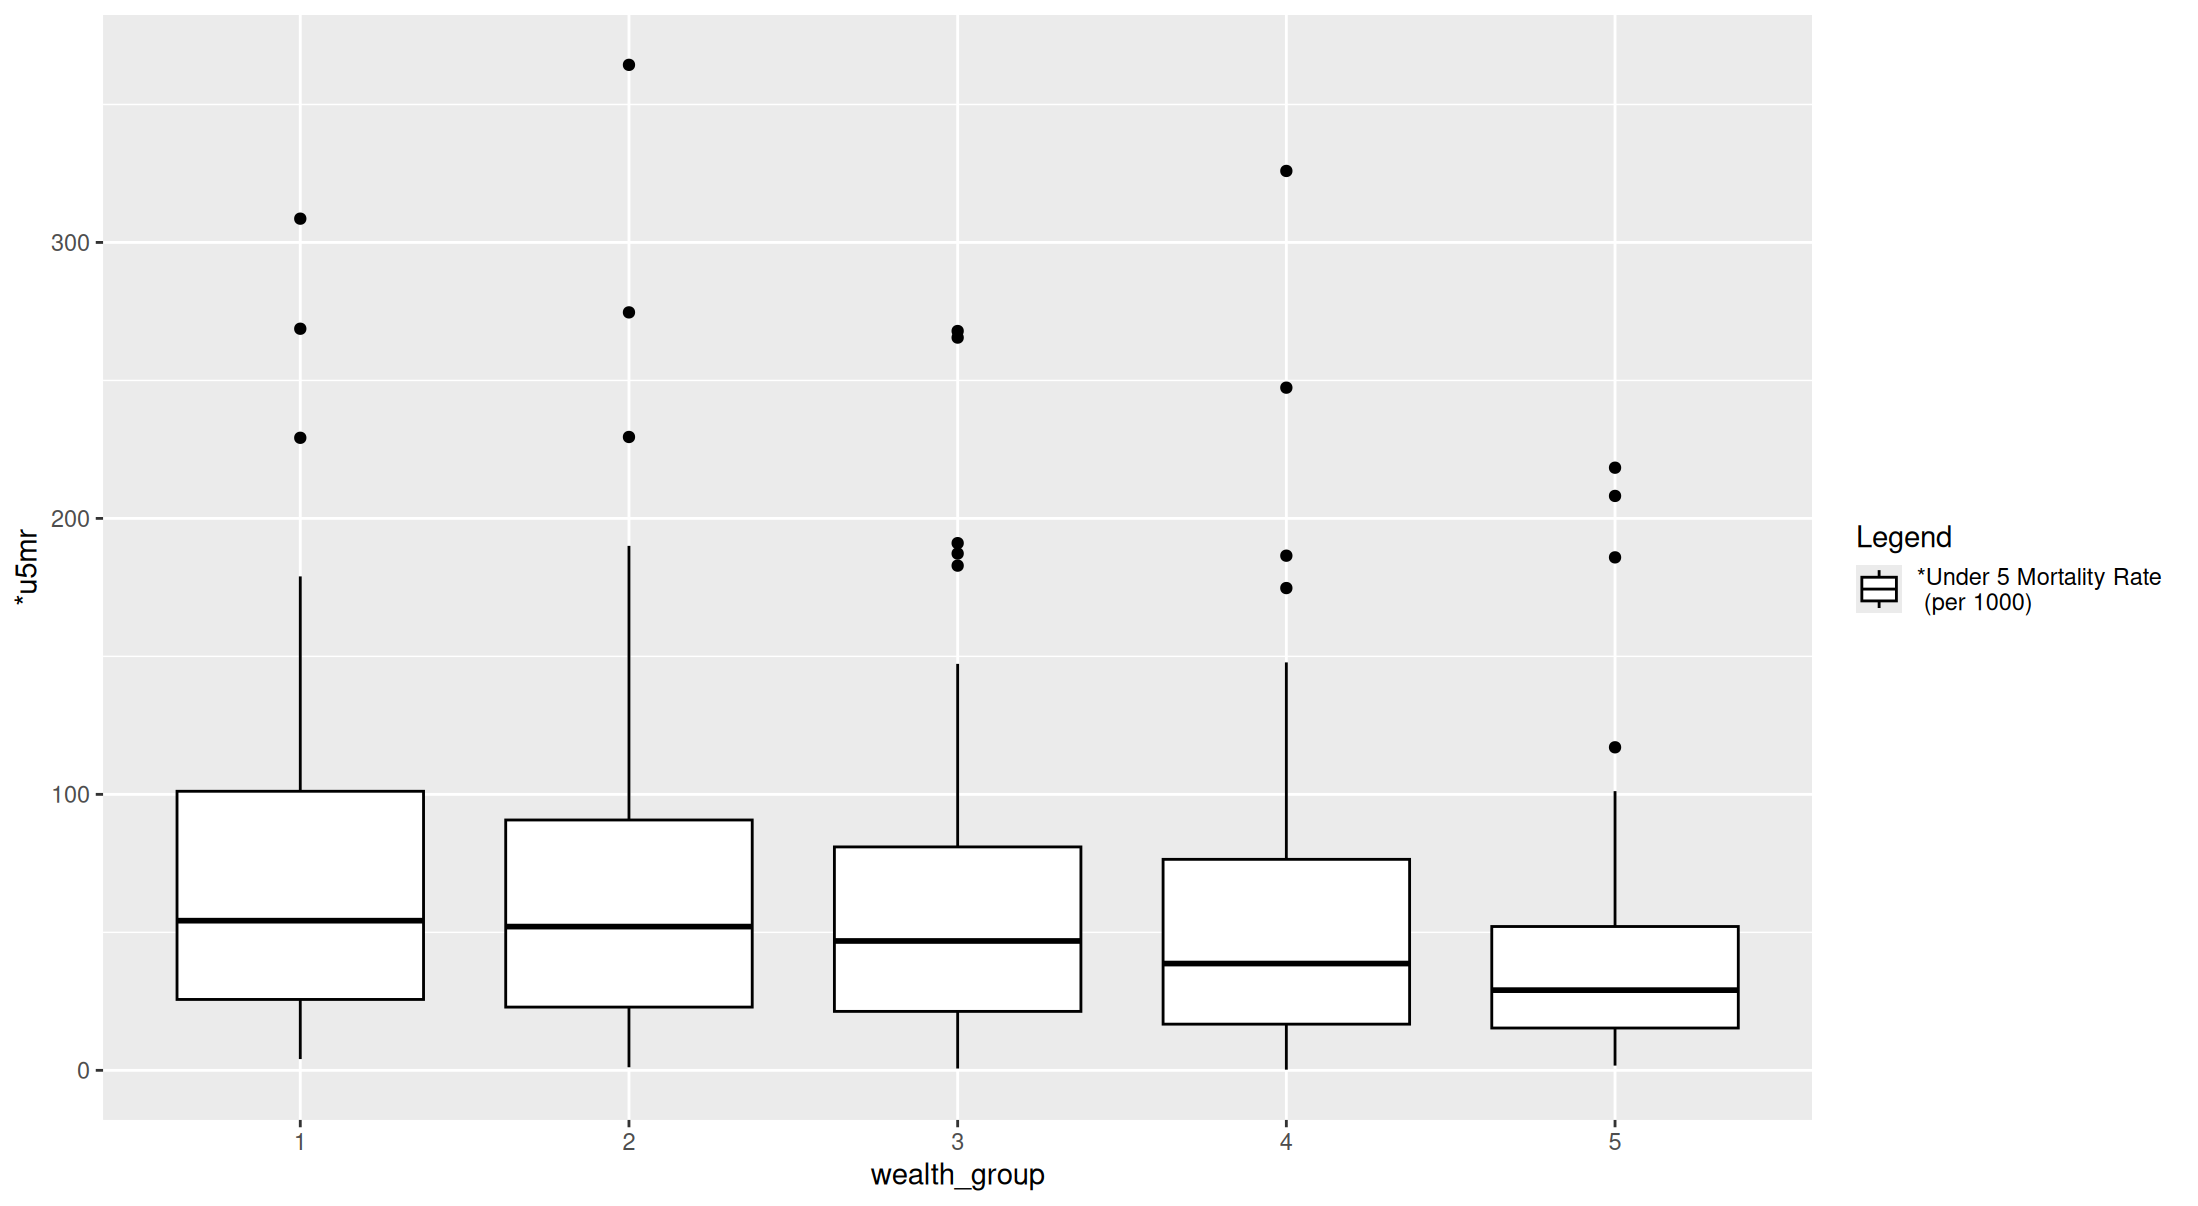 300
200
100
0
*u5mr
1 2 3 4 5
wealth_group
Legend
*Under 5 Mortality Rate
(per 1000)